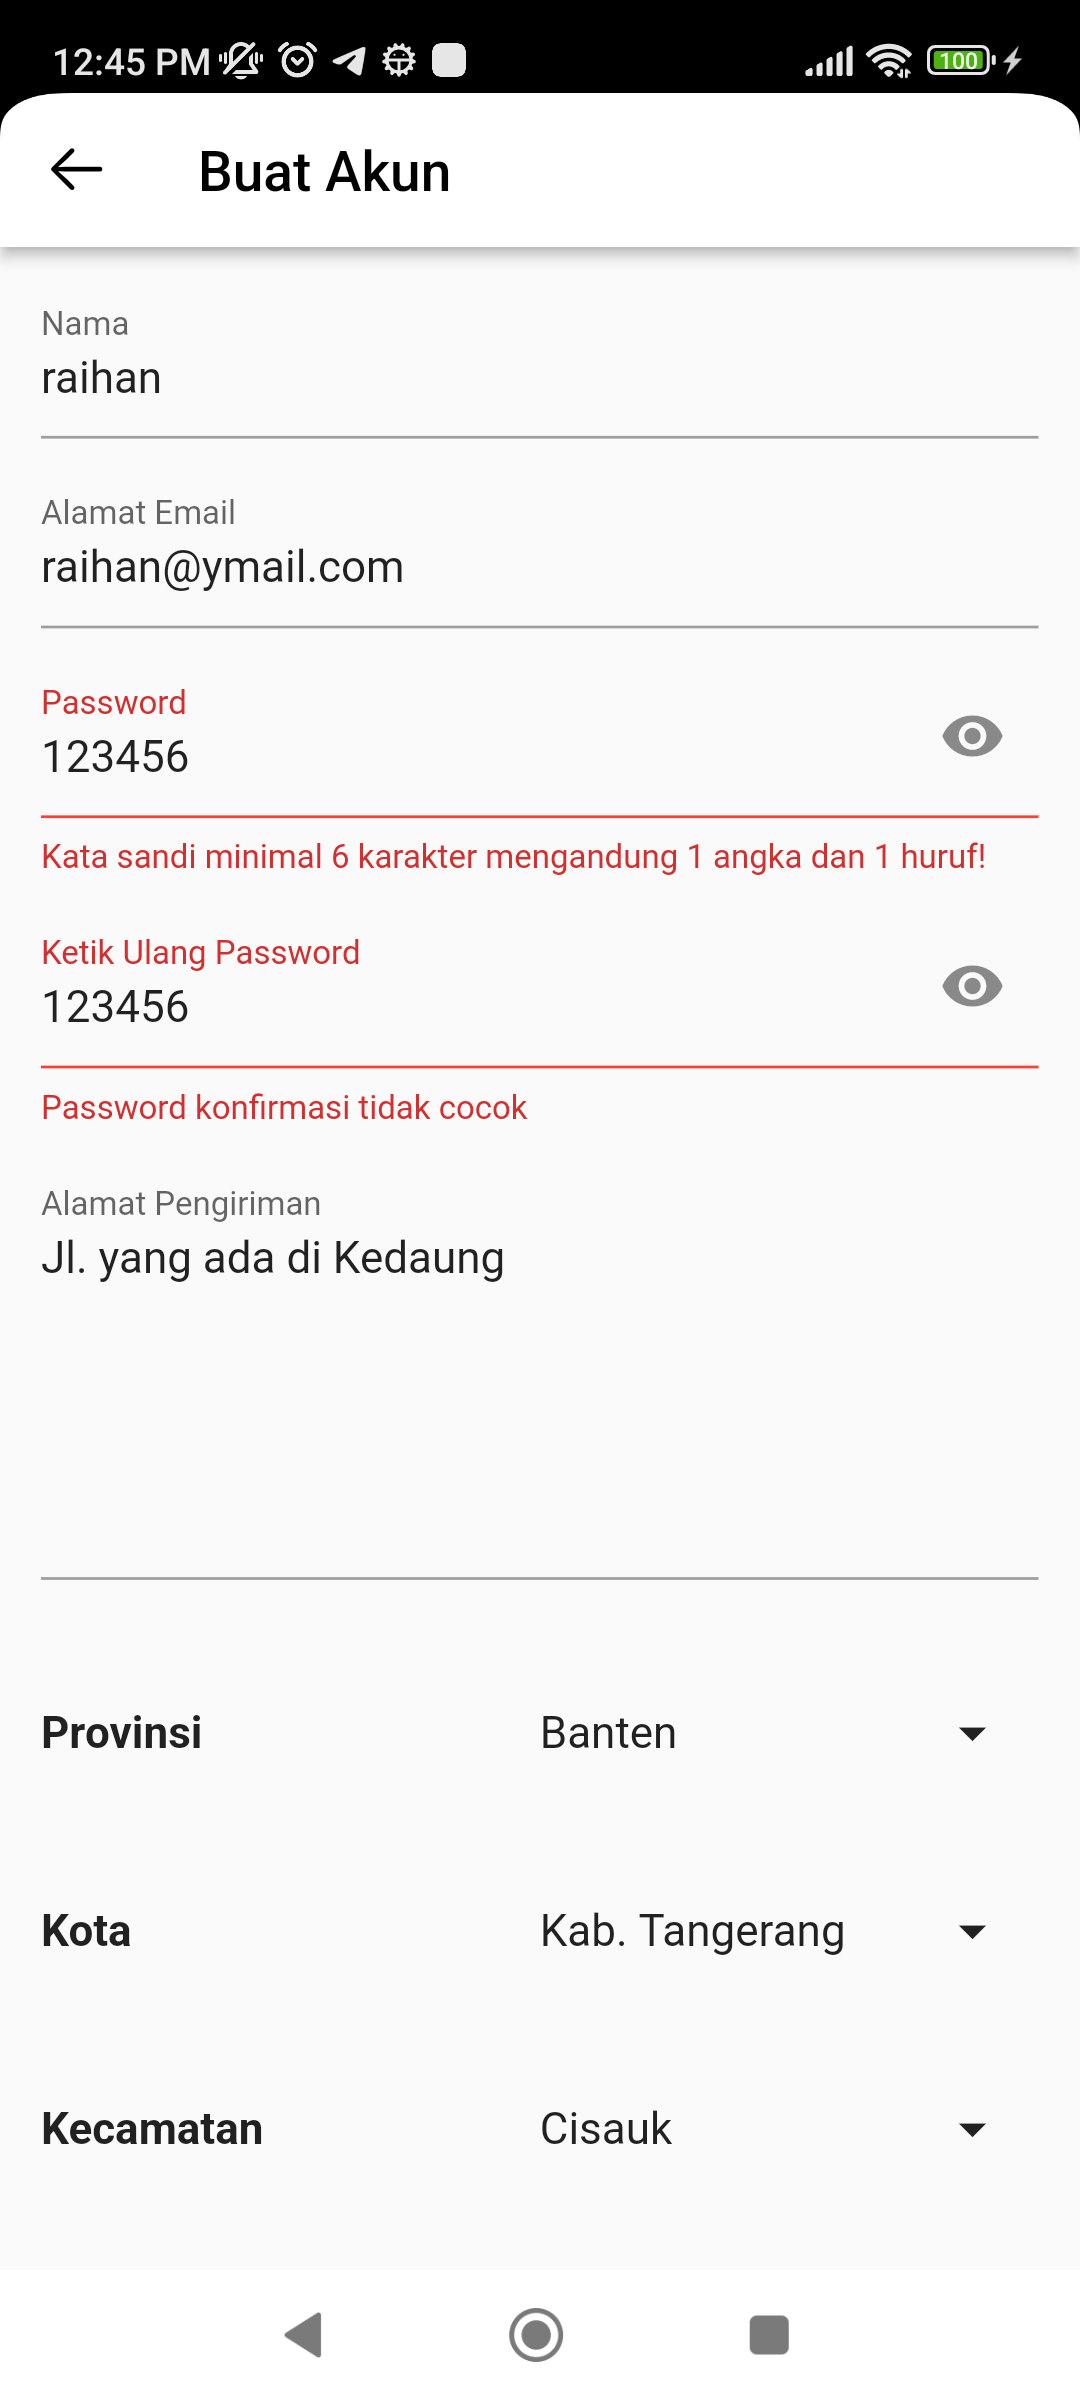 12:45 PM
100
Buat Akun
Nama
raihan
Alamat Email
raihan@ymail.com
Password
123456
Kata sandi minimal 6 karakter mengandung 1 angka dan 1 huruf!
Ketik Ulang Password
123456
Password konfirmasi tidak cocok
Alamat Pengiriman
Jl. yang ada di Kedaung
Provinsi Banten
Kota Kab. Tangerang
Kecamatan Cisauk